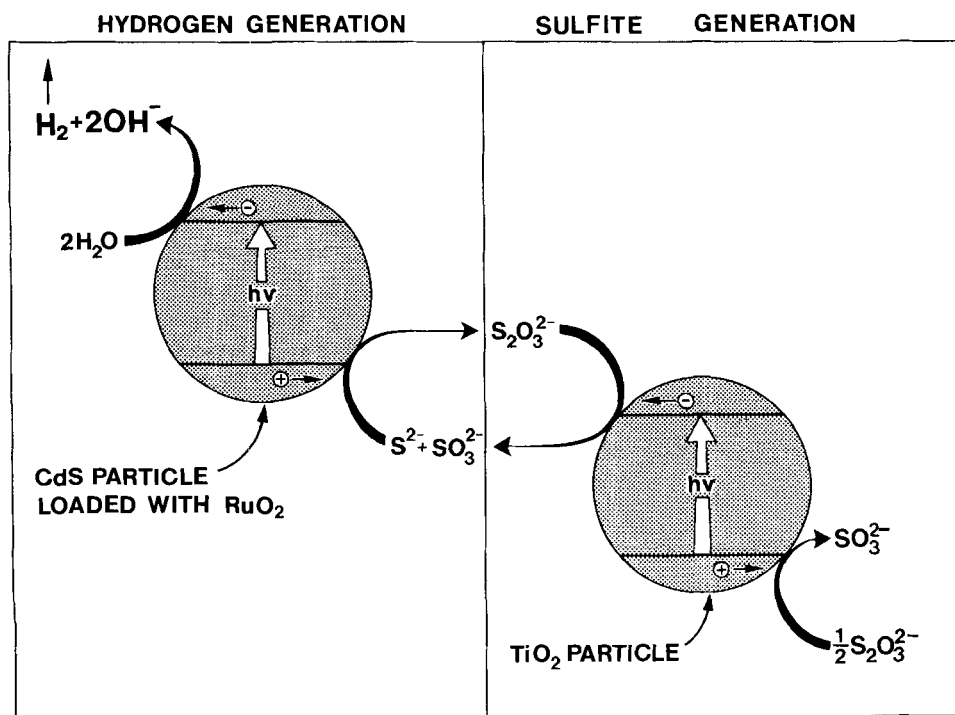 HYDROGEN GENERATION
SULFITE GENERATION
H₂+2OH⁻
2H₂O
⊖
hν
⊕
S₂O₃²⁻
S²⁻+ SO₃²⁻
⊖
CdS PARTICLE
LOADED WITH RuO₂
hν
SO₃²⁻
⊕
TiO₂ PARTICLE
½S₂O₃²⁻